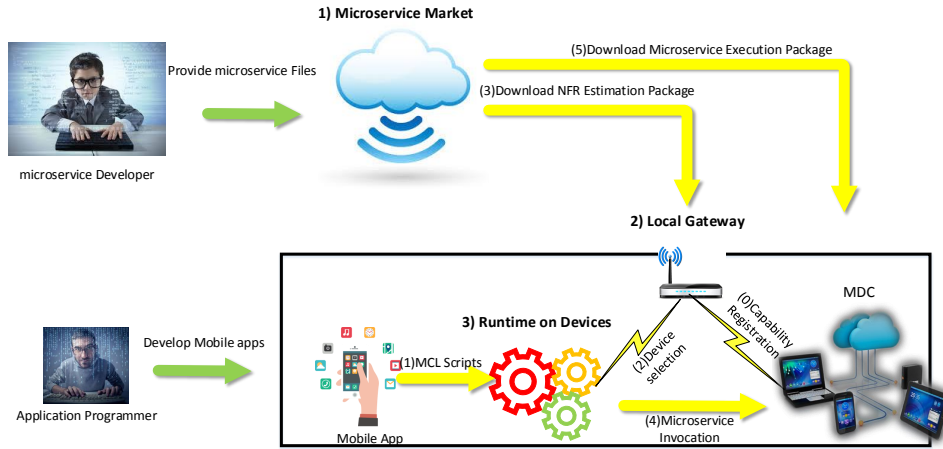 1) Microservice Market
(5)Download Microservice Execution Package
Provide microservice Files
(3)Download NFR Estimation Package
microservice Developer
2) Local Gateway
MDC
(0)Capability
Registration
3) Runtime on Devices
Develop Mobile apps
(1)MCL Scripts
(2)Device
selection
Application Programmer
(4)Microservice
Invocation
Mobile App